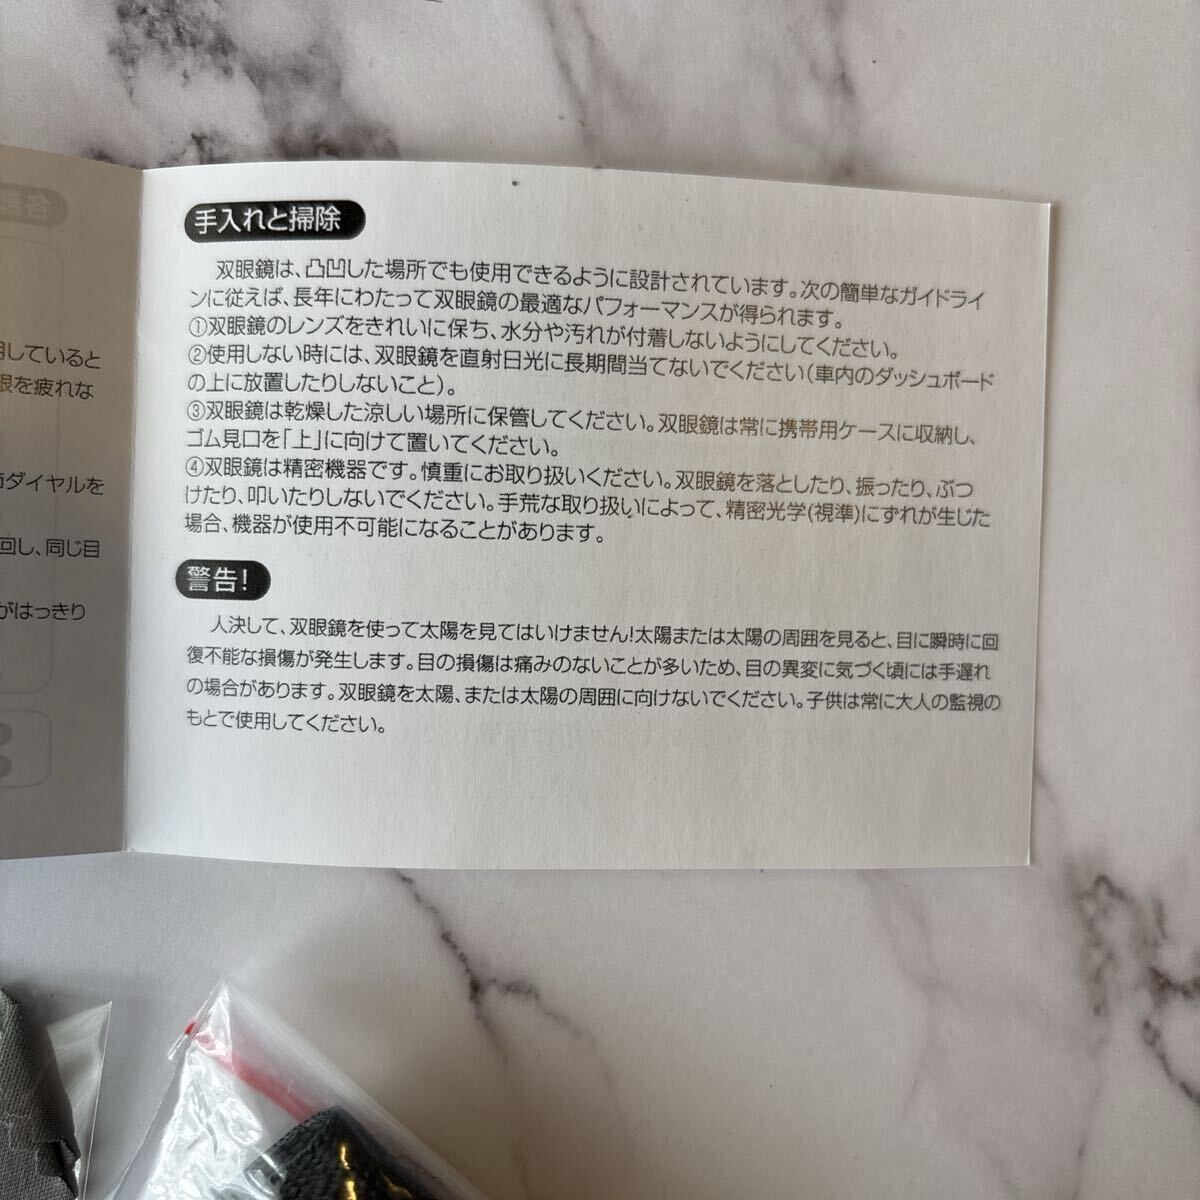 用していると
眼を疲れな
ダイヤルを
回し、同じ目
がはっきり
手入れと掃除
双眼鏡は、凸凹した場所でも使用できるように設計されています。次の簡単なガイドライ
ンに従えば、長年にわたって双眼鏡の最適なパフォーマンスが得られます。
①双眼鏡のレンズをきれいに保ち、水分や汚れが付着しないようにしてください。
②使用しない時には、双眼鏡を直射日光に長期間当てないでください(車内のダッシュボード
の上に放置したりしないこと)。
③双眼鏡は乾燥した涼しい場所に保管してください。双眼鏡は常に携帯用ケースに収納し、
ゴム見口を「上」に向けて置いてください。
④双眼鏡は精密機器です。慎重にお取り扱いください。双眼鏡を落としたり、振ったり、ぶつ
けたり、叩いたりしないでください。手荒な取り扱いによって、精密光学(視準)にずれが生じた
場合、機器が使用不可能になることがあります。
警告!
人決して、双眼鏡を使って太陽を見てはいけません!太陽または太陽の周囲を見ると、目に瞬時に回
復不能な損傷が発生します。目の損傷は痛みのないことが多いため、目の異変に気づく頃には手遅れ
の場合があります。双眼鏡を太陽、または太陽の周囲に向けないでください。子供は常に大人の監視の
もとで使用してください。